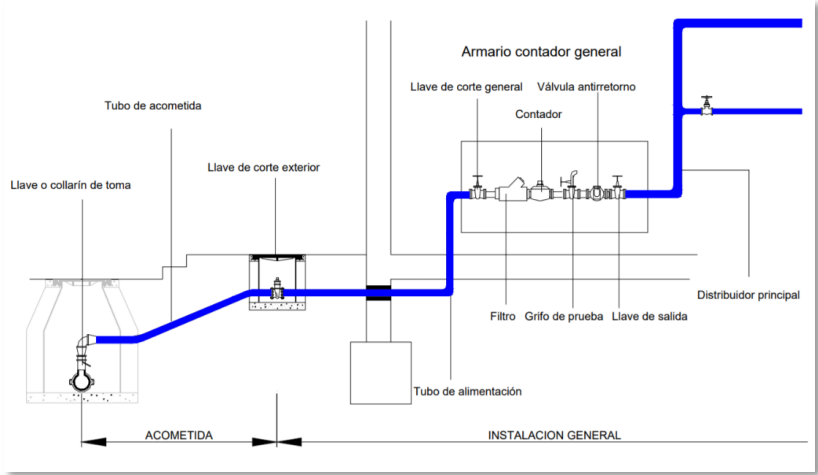 Armario contador general
Llave de corte general
Válvula antirretorno
Contador
Tubo de acometida
Llave de corte exterior
Llave o collarín de toma
Distribuidor principal
Filtro
Grifo de prueba
Llave de salida
Tubo de alimentación
ACOMETIDA
INSTALACION GENERAL